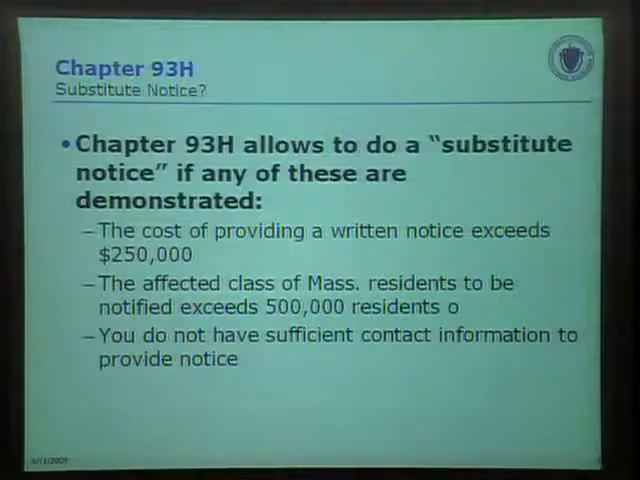 Chapter 93H
Substitute Notice?
• Chapter 93H allows to do a “substitute
notice” if any of these are
demonstrated:
– The cost of providing a written notice exceeds
$250,000
– The affected class of Mass. residents to be
notified exceeds 500,000 residents o
– You do not have sufficient contact information to
provide notice